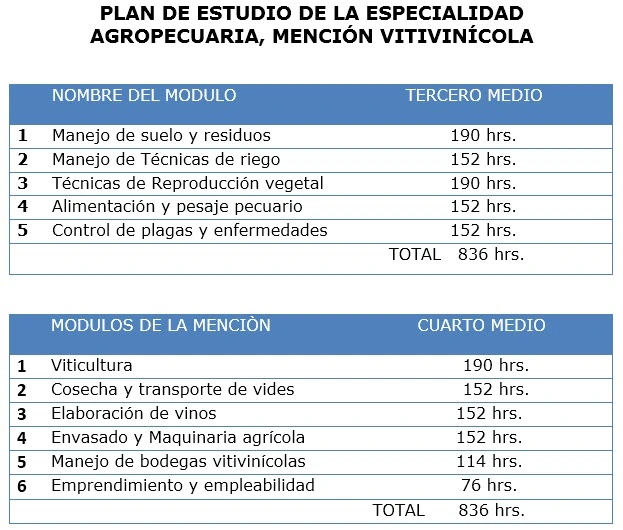 PLAN DE ESTUDIO DE LA ESPECIALIDAD
AGROPECUARIA, MENCIÓN VITIVINÍCOLA
NOMBRE DEL MODULO TERCERO MEDIO
1 Manejo de suelo y residuos 190 hrs.
2 Manejo de Técnicas de riego 152 hrs.
3 Técnicas de Reproducción vegetal 190 hrs.
4 Alimentación y pesaje pecuario 152 hrs.
5 Control de plagas y enfermedades 152 hrs.
TOTAL 836 hrs.
MODULOS DE LA MENCIÒN CUARTO MEDIO
1 Viticultura 190 hrs.
2 Cosecha y transporte de vides 152 hrs.
3 Elaboración de vinos 152 hrs.
4 Envasado y Maquinaria agrícola 152 hrs.
5 Manejo de bodegas vitivinícolas 114 hrs.
6 Emprendimiento y empleabilidad 76 hrs.
TOTAL 836 hrs.